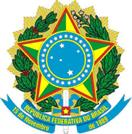 REPÚBLICA FEDERATIVA DO BRASIL
15 de Novembro
de 1889